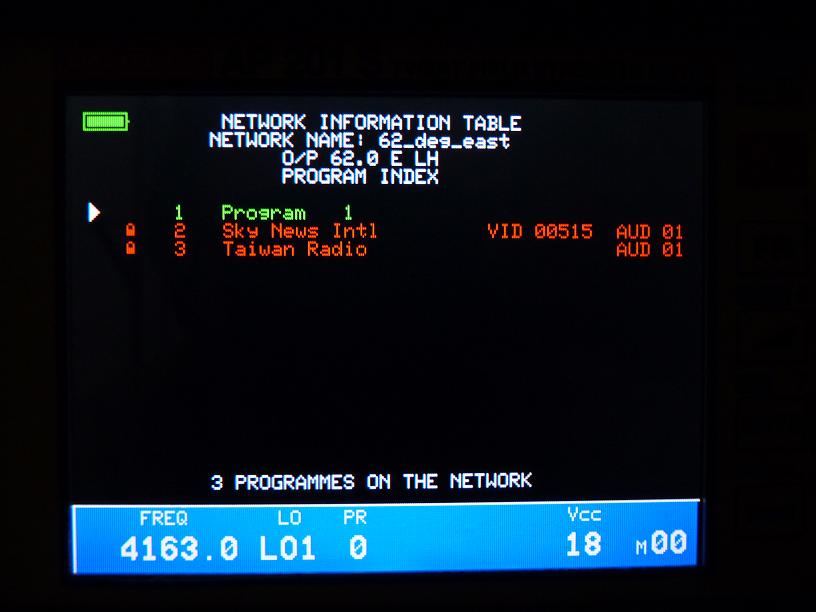 NETWORK INFORMATION TABLE
NETWORK NAME: 62_deg_east
O/P 62.0 E LH
PROGRAM INDEX
1 Program 1
2 Sky News Intl VID 00515 AUD 01
3 Taiwan Radio AUD 01
3 PROGRAMMES ON THE NETWORK
FREQ LO PR Vcc
4163.0 LO1 0 18 M00